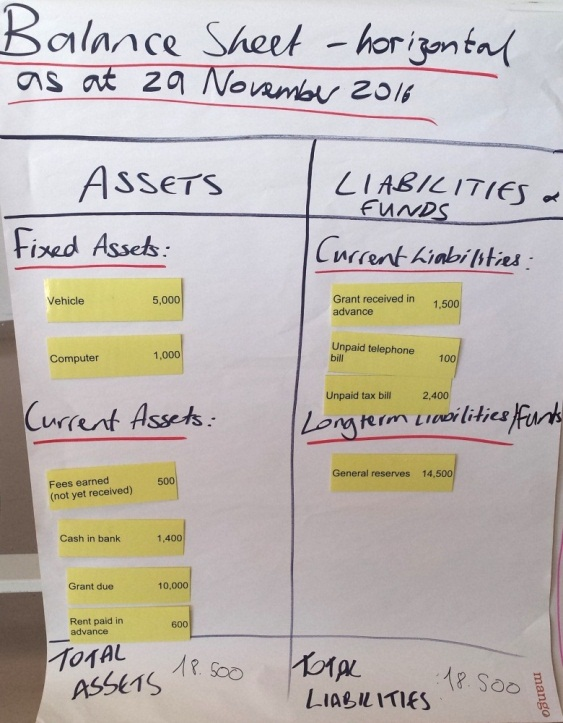 Balance Sheet - horizontal
as at 29 November 2016
ASSETS
Fixed Assets:
Vehicle 5,000
Computer 1,000
Current Assets:
Fees earned
(not yet received) 500
Cash in bank 1,400
Grant due 10,000
Rent paid in
advance 600
TOTAL
ASSETS 18.500
LIABILITIES &
FUNDS
Current Liabilities:
Grant received in
advance 1,500
Unpaid telephone
bill 100
Unpaid tax bill 2,400
Long term Liabilities/Funds
General reserves 14,500
TOTAL
LIABILITIES 18.500
mango